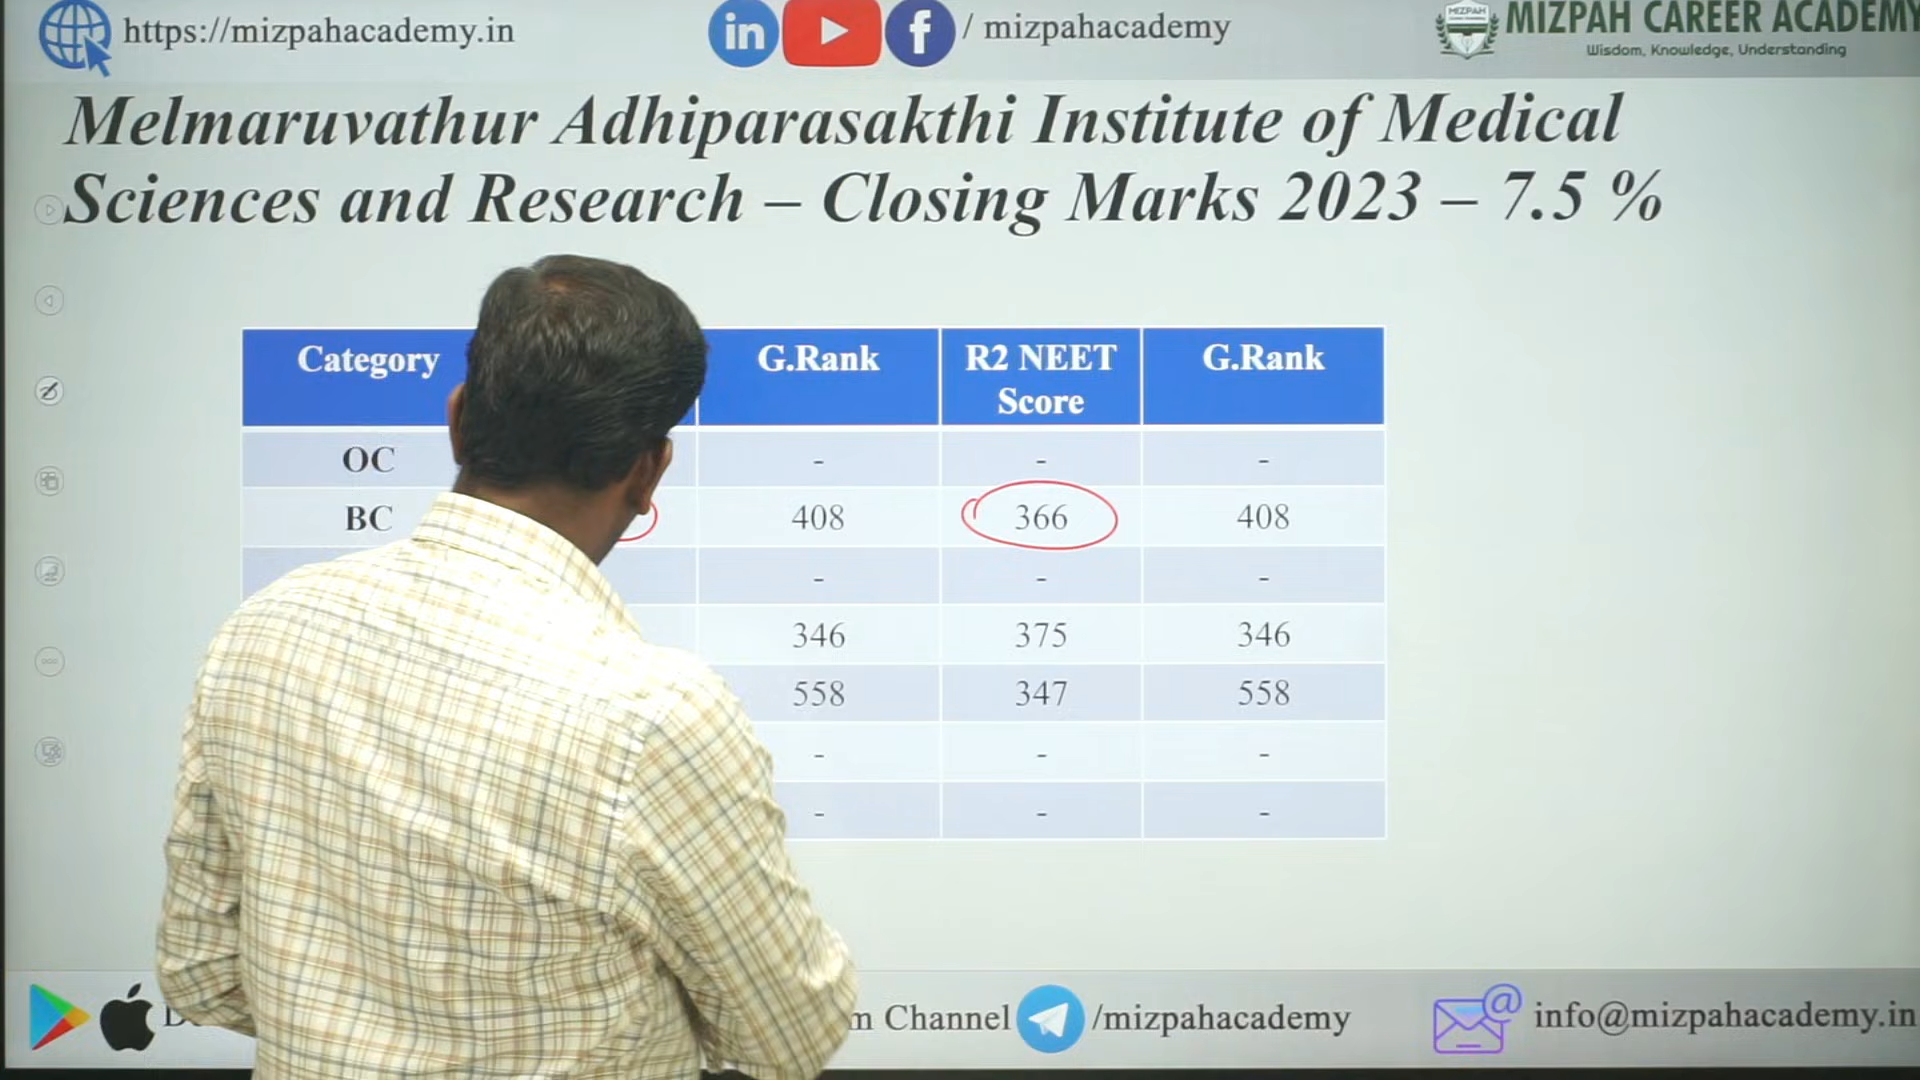 https://mizpahacademy.in
in f / mizpahacademy
MIZPAH
MIZPAH CAREER ACADEMY
Wisdom, Knowledge, Understanding
Melmaruvathur Adhiparasakthi Institute of Medical
Sciences and Research – Closing Marks 2023 – 7.5 %
Category G.Rank R2 NEET Score G.Rank
OC - - -
BC 408 366 408
- - -
346 375 346
558 347 558
- - -
- - -
Channel /mizpahacademy
info@mizpahacademy.in